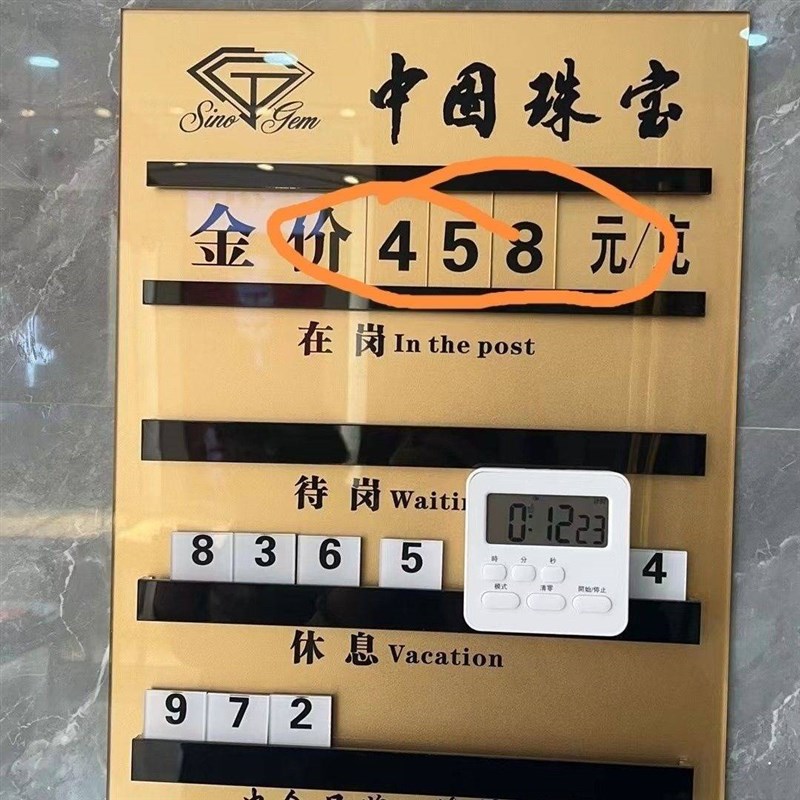 Sino Gem
中国珠宝
金价 458 元/克
在岗 In the post
待岗 Waiti
0:12 23
時 分 秒
模式 清零 開始/停止
8 3 6 5 4
休息 Vacation
9 7 2